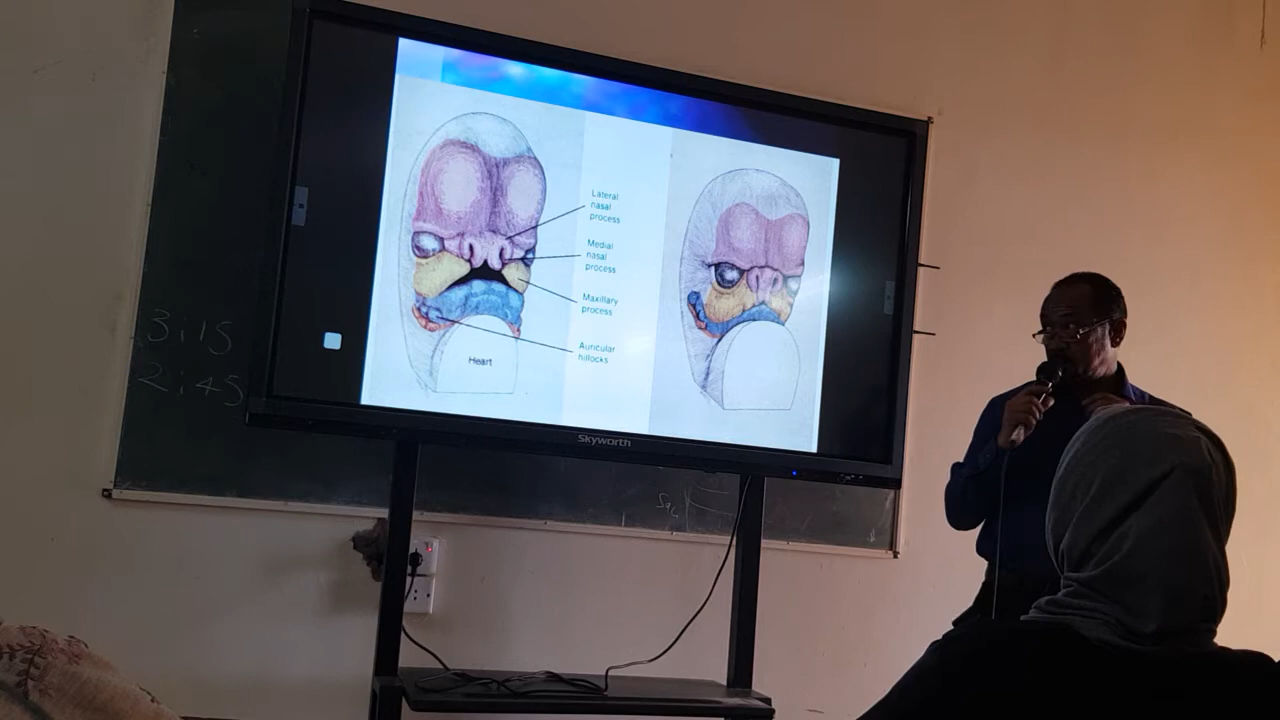 Lateral
nasal
process
Medial
nasal
process
Maxillary
process
Auricular
hillocks
Heart
3:15
2:45
Skyworth